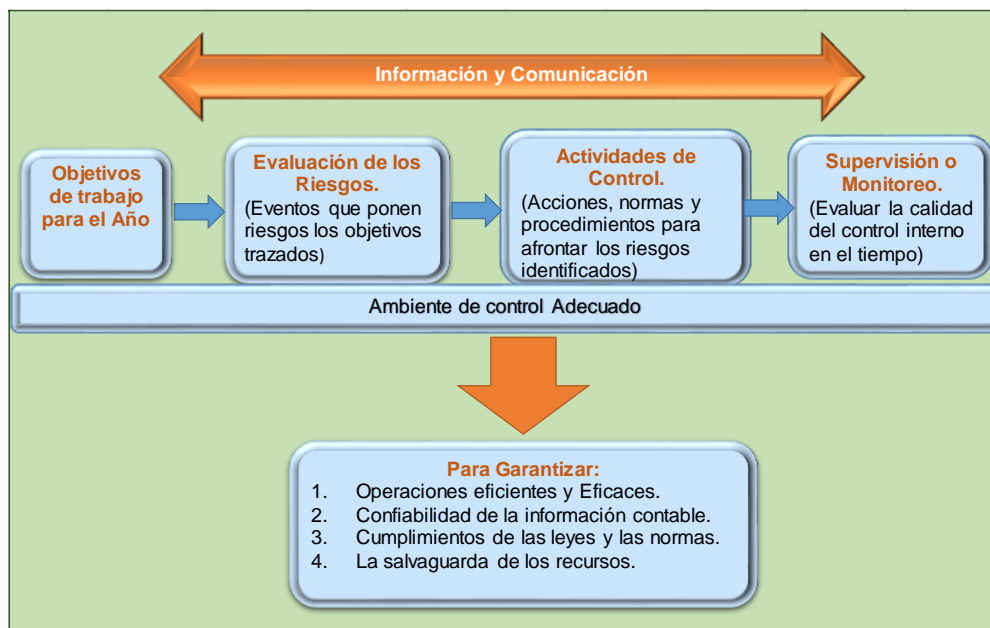 Información y Comunicación
Objetivos
de trabajo
para el Año
Evaluación de los
Riesgos.
(Eventos que ponen
riesgos los objetivos
trazados)
Actividades de
Control.
(Acciones, normas y
procedimientos para
afrontar los riesgos
identificados)
Supervisión o
Monitoreo.
(Evaluar la calidad
del control interno
en el tiempo)
Ambiente de control Adecuado
Para Garantizar:
1. Operaciones eficientes y Eficaces.
2. Confiabilidad de la información contable.
3. Cumplimientos de las leyes y las normas.
4. La salvaguarda de los recursos.